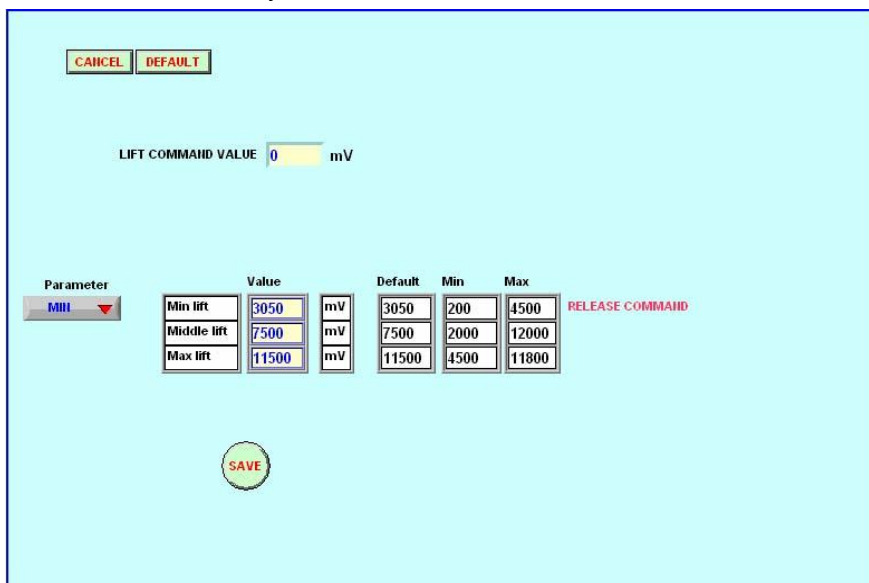 CANCEL DEFAULT
LIFT COMMAND VALUE 0 mV
Parameter Value Default Min Max
MIN Min lift 3050 mV 3050 200 4500 RELEASE COMMAND
Middle lift 7500 mV 7500 2000 12000
Max lift 11500 mV 11500 4500 11800
SAVE